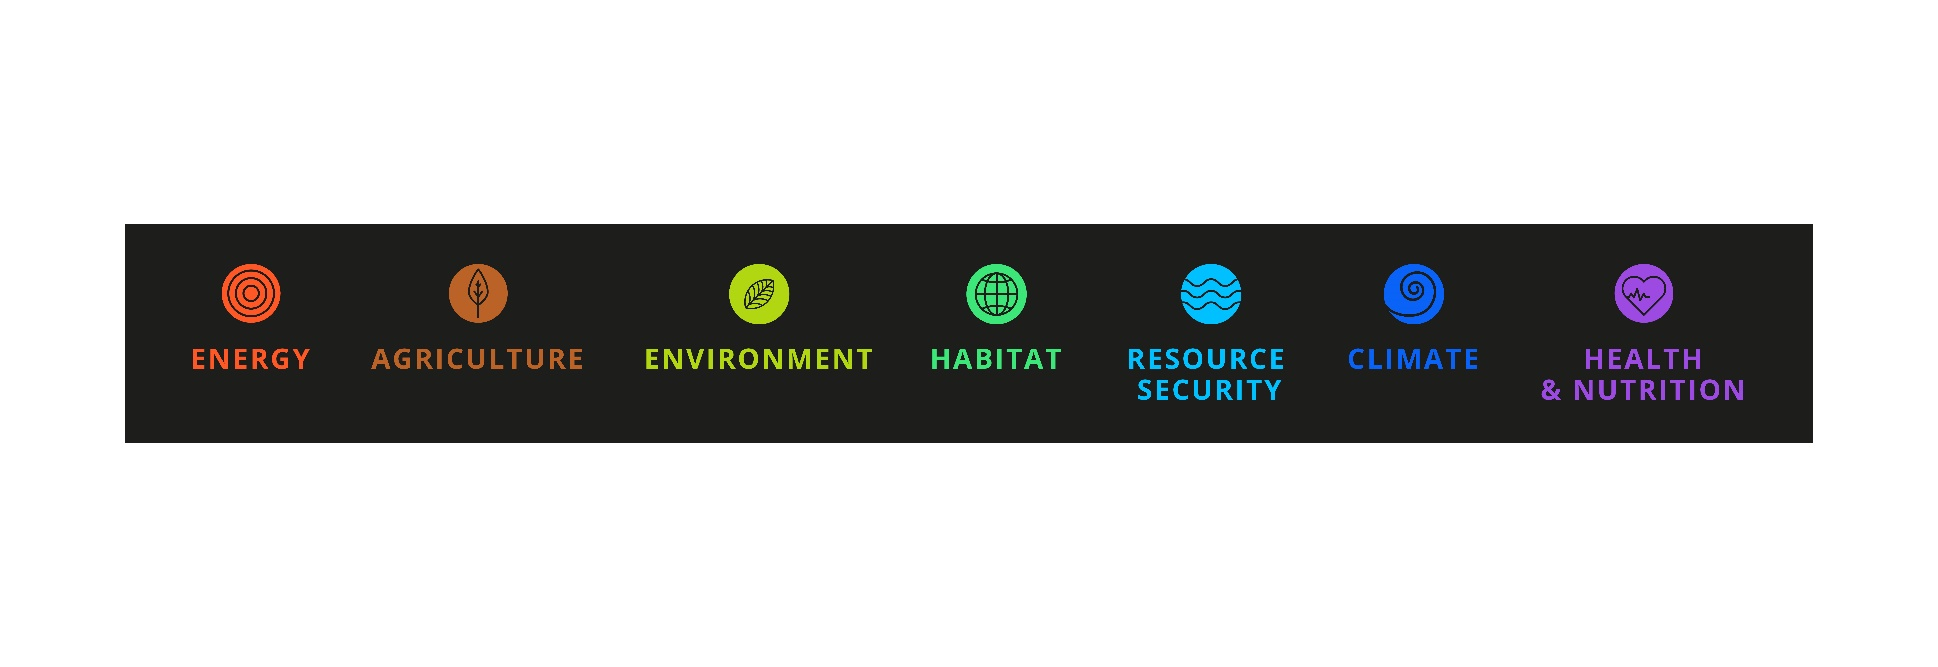 ENERGY
AGRICULTURE
ENVIRONMENT
HABITAT
RESOURCE
SECURITY
CLIMATE
HEALTH
& NUTRITION